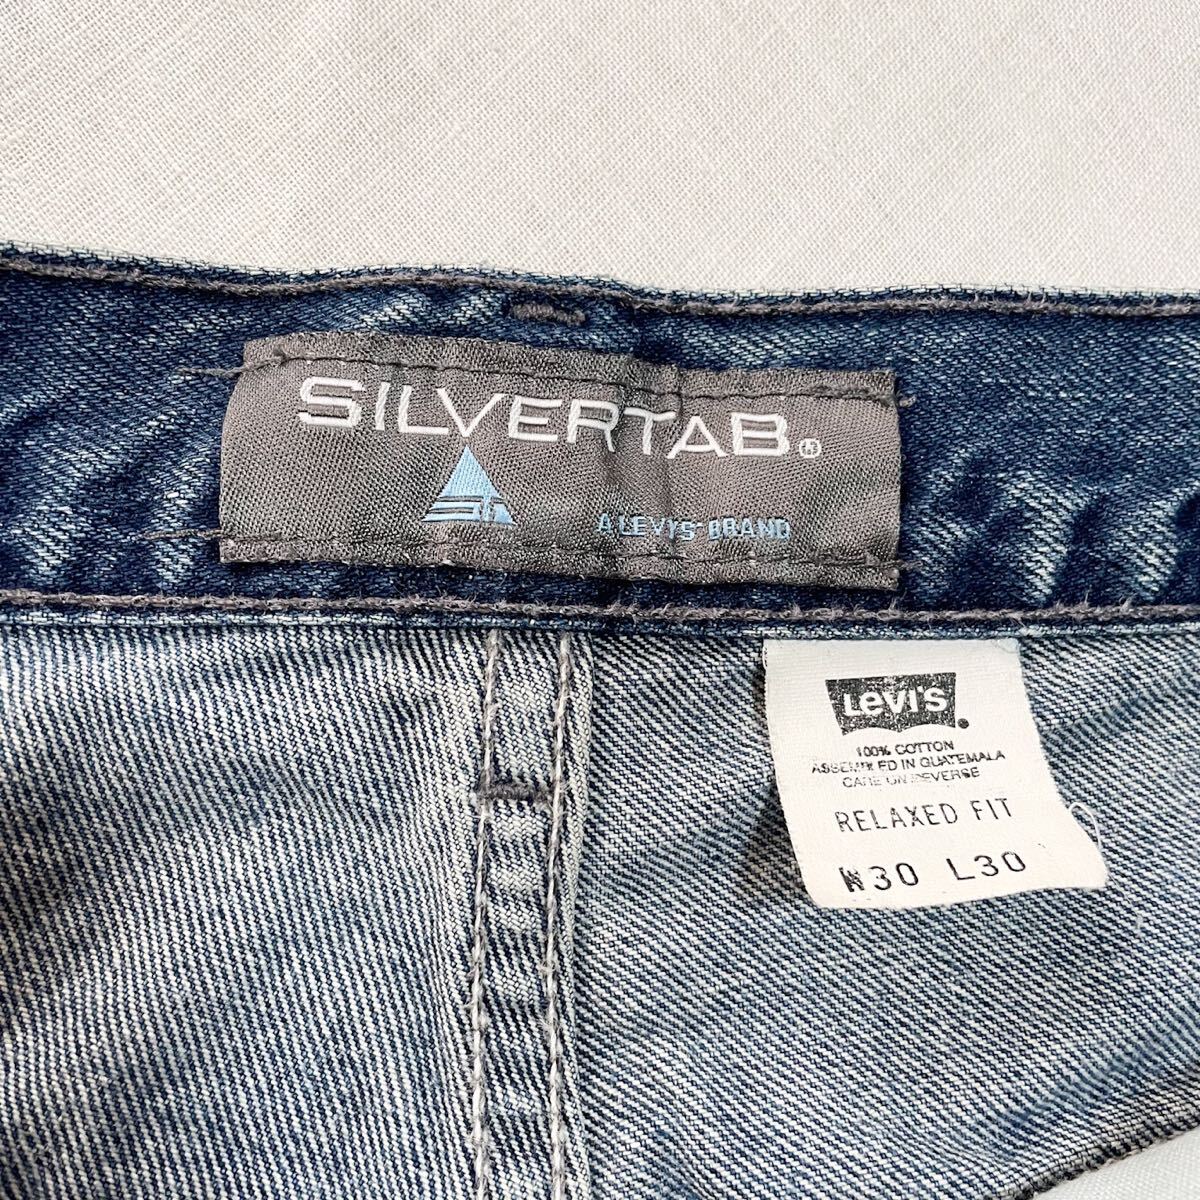 SILVERTAB®
A LEVI'S BRAND
Levi's®
100% COTTON
ASSEMBLED IN GUATEMALA
CARE ON REVERSE
RELAXED FIT
W30 L30